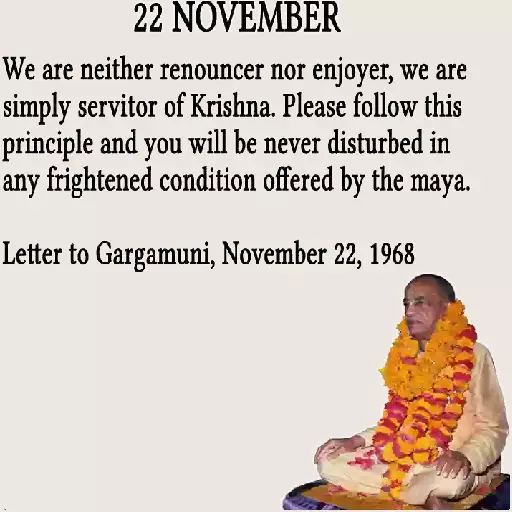 22 NOVEMBER
We are neither renouncer nor enjoyer, we are
simply servitor of Krishna. Please follow this
principle and you will be never disturbed in
any frightened condition offered by the maya.
Letter to Gargamuni, November 22, 1968